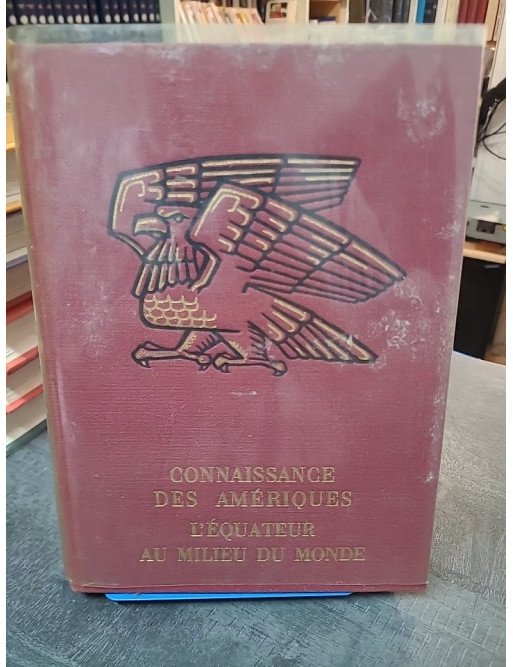 CONNAISSANCE
DES AMÉRIQUES
L'ÉQUATEUR
AU MILIEU DU MONDE